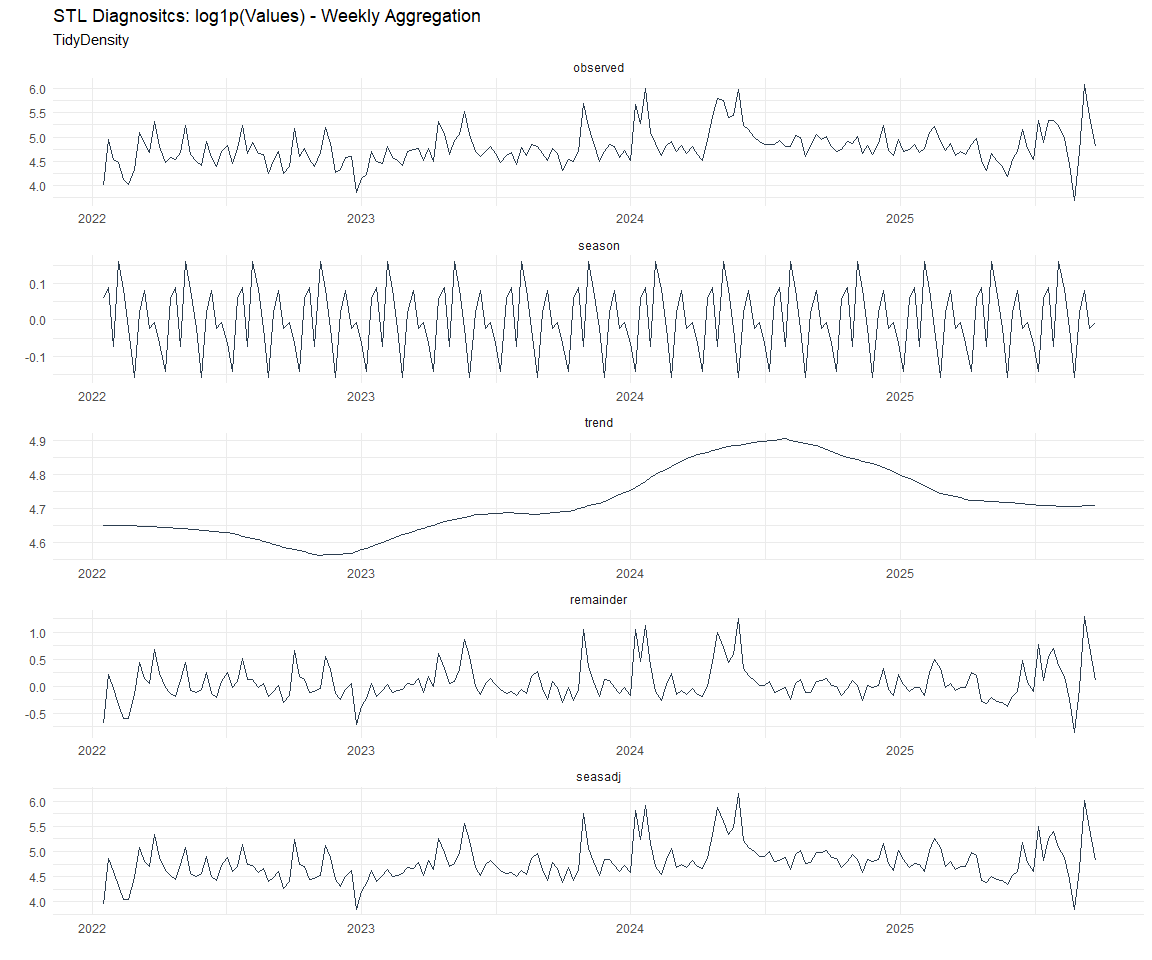 STL Diagnositcs: log1p(Values) - Weekly Aggregation
TidyDensity
observed
6.0
5.5
5.0
4.5
4.0
2022 2023 2024 2025
season
0.1
0.0
-0.1
2022 2023 2024 2025
trend
4.9
4.8
4.7
4.6
2022 2023 2024 2025
remainder
1.0
0.5
0.0
-0.5
2022 2023 2024 2025
seasadj
6.0
5.5
5.0
4.5
4.0
2022 2023 2024 2025